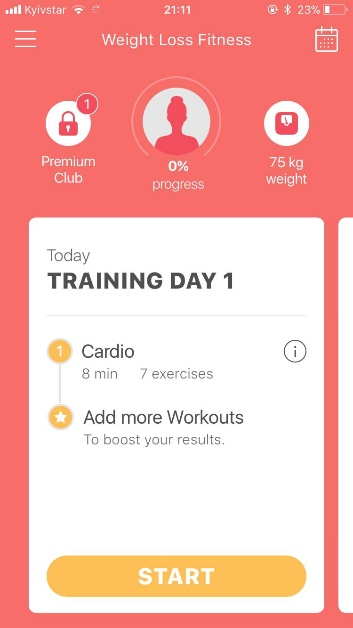 Kyivstar 21:11 23%
Weight Loss Fitness
1
Premium
Club
0%
progress
75 kg
weight
Today
TRAINING DAY 1
1 Cardio
8 min 7 exercises
Add more Workouts
To boost your results.
START